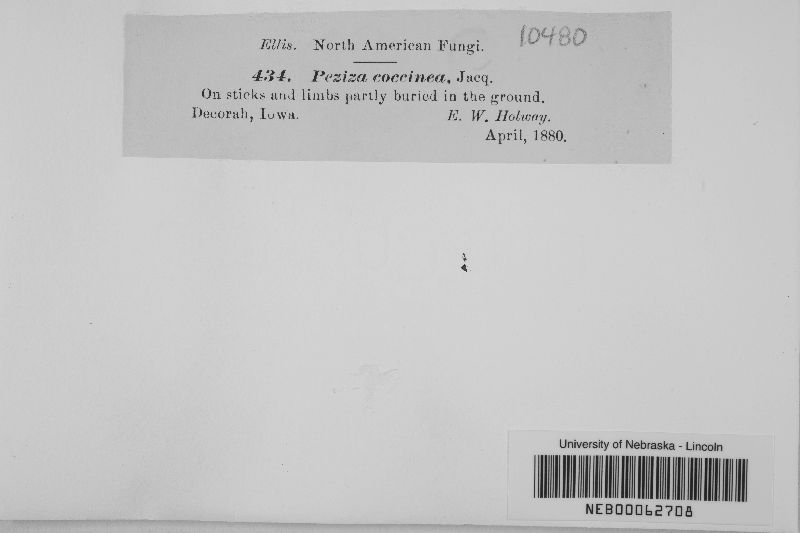 Ellis. North American Fungi.
10480
434. Peziza coccinea, Jacq.
On sticks and limbs partly buried in the ground.
Decorah, Iowa. E. W. Holway.
April, 1880.
University of Nebraska - Lincoln
NEB00062708